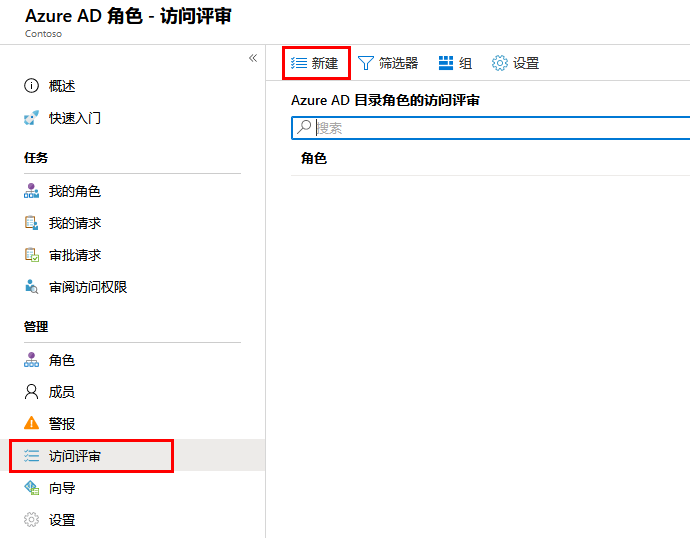 Azure AD 角色 - 访问评审
Contoso
«
概述
快速入门
任务
我的角色
我的请求
审批请求
审阅访问权限
管理
角色
成员
警报
访问评审
向导
设置
新建 筛选器 组 设置
Azure AD 目录角色的访问评审
搜索
角色